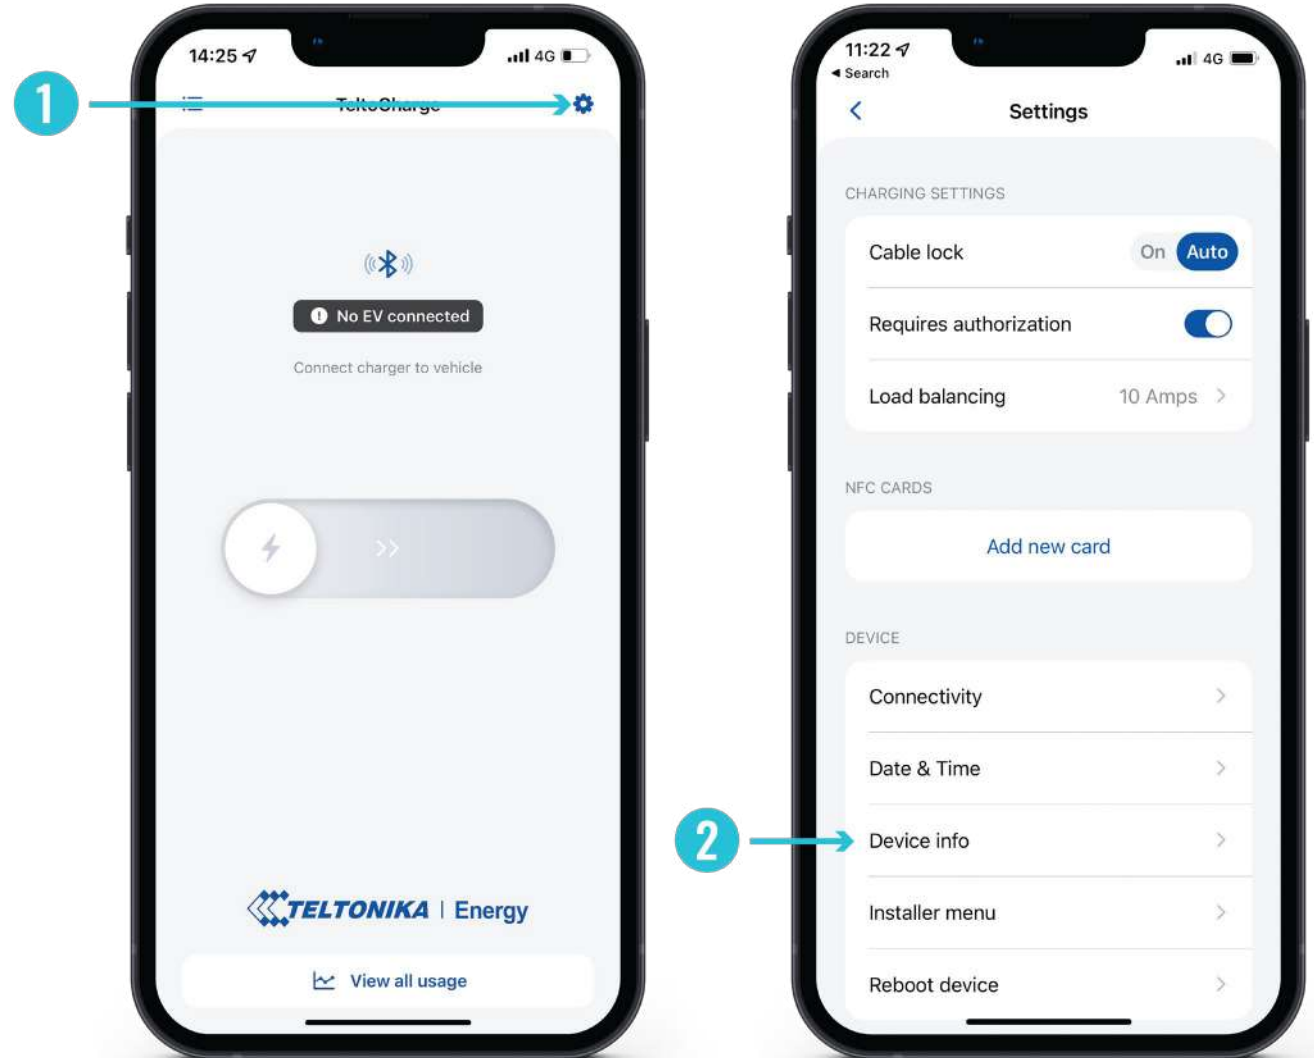 1
14:25
4G
TeltoCharge
No EV connected
Connect charger to vehicle
TELTONIKA | Energy
View all usage
11:22
4G
Search
Settings
CHARGING SETTINGS
Cable lock
On Auto
Requires authorization
Load balancing
10 Amps
NFC CARDS
Add new card
DEVICE
Connectivity
Date & Time
2
Device info
Installer menu
Reboot device